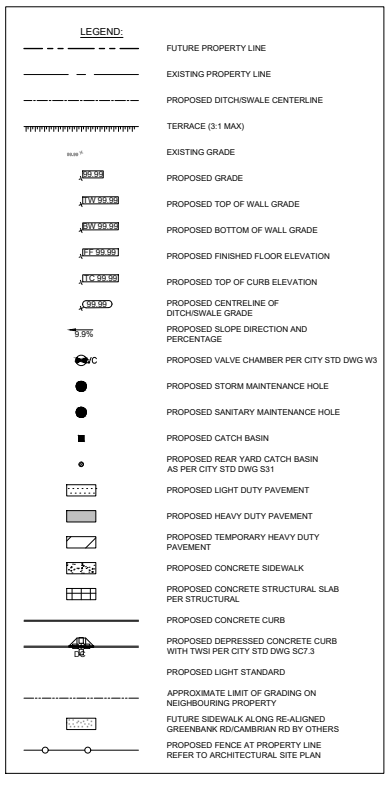 LEGEND:
FUTURE PROPERTY LINE
EXISTING PROPERTY LINE
PROPOSED DITCH/SWALE CENTERLINE
TERRACE (3:1 MAX)
EXISTING GRADE
99.99 PROPOSED GRADE
TW 99.99 PROPOSED TOP OF WALL GRADE
BW 99.99 PROPOSED BOTTOM OF WALL GRADE
FF 99.99 PROPOSED FINISHED FLOOR ELEVATION
TC 99.99 PROPOSED TOP OF CURB ELEVATION
99.99 PROPOSED CENTRELINE OF
DITCH/SWALE GRADE
9.9% PROPOSED SLOPE DIRECTION AND
PERCENTAGE
VC PROPOSED VALVE CHAMBER PER CITY STD DWG W3
PROPOSED STORM MAINTENANCE HOLE
PROPOSED SANITARY MAINTENANCE HOLE
PROPOSED CATCH BASIN
PROPOSED REAR YARD CATCH BASIN
AS PER CITY STD DWG S31
PROPOSED LIGHT DUTY PAVEMENT
PROPOSED HEAVY DUTY PAVEMENT
PROPOSED TEMPORARY HEAVY DUTY
PAVEMENT
PROPOSED CONCRETE SIDEWALK
PROPOSED CONCRETE STRUCTURAL SLAB
PER STRUCTURAL
PROPOSED CONCRETE CURB
DC PROPOSED DEPRESSED CONCRETE CURB
WITH TWSI PER CITY STD DWG SC7.3
PROPOSED LIGHT STANDARD
APPROXIMATE LIMIT OF GRADING ON
NEIGHBOURING PROPERTY
FUTURE SIDEWALK ALONG RE-ALIGNED
GREENBANK RD/CAMBRIAN RD BY OTHERS
PROPOSED FENCE AT PROPERTY LINE
REFER TO ARCHITECTURAL SITE PLAN